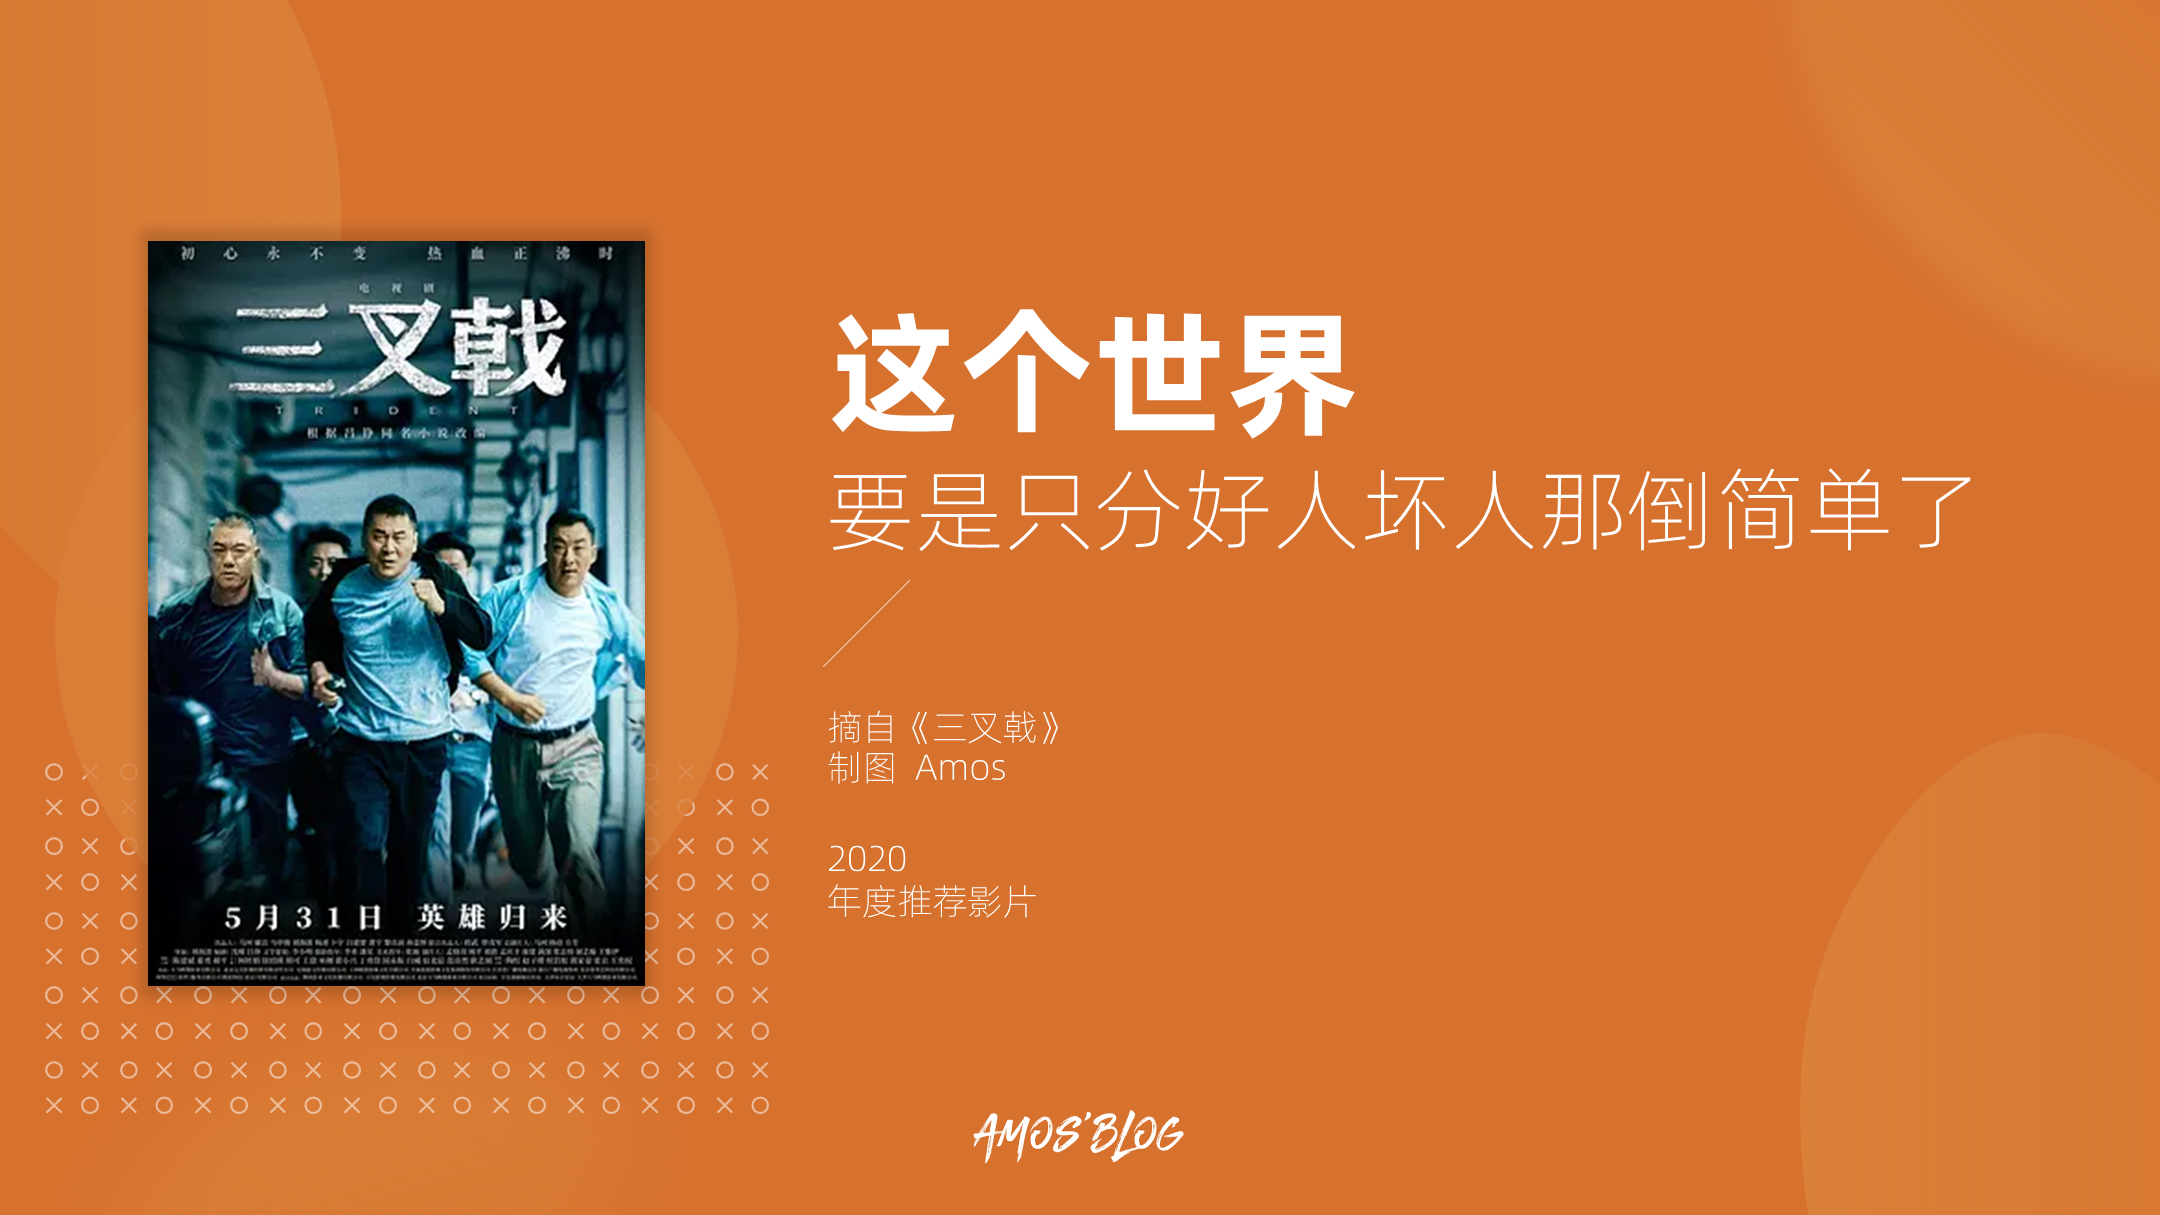 初心永不变 热血正沸时
电视剧
三叉戟
TRIDENT
根据吕铮同名小说改编
5月31日 英雄归来
这个世界
要是只分好人坏人那倒简单了
摘自《三叉戟》
制图 Amos
2020
年度推荐影片
AMOS'BLOG